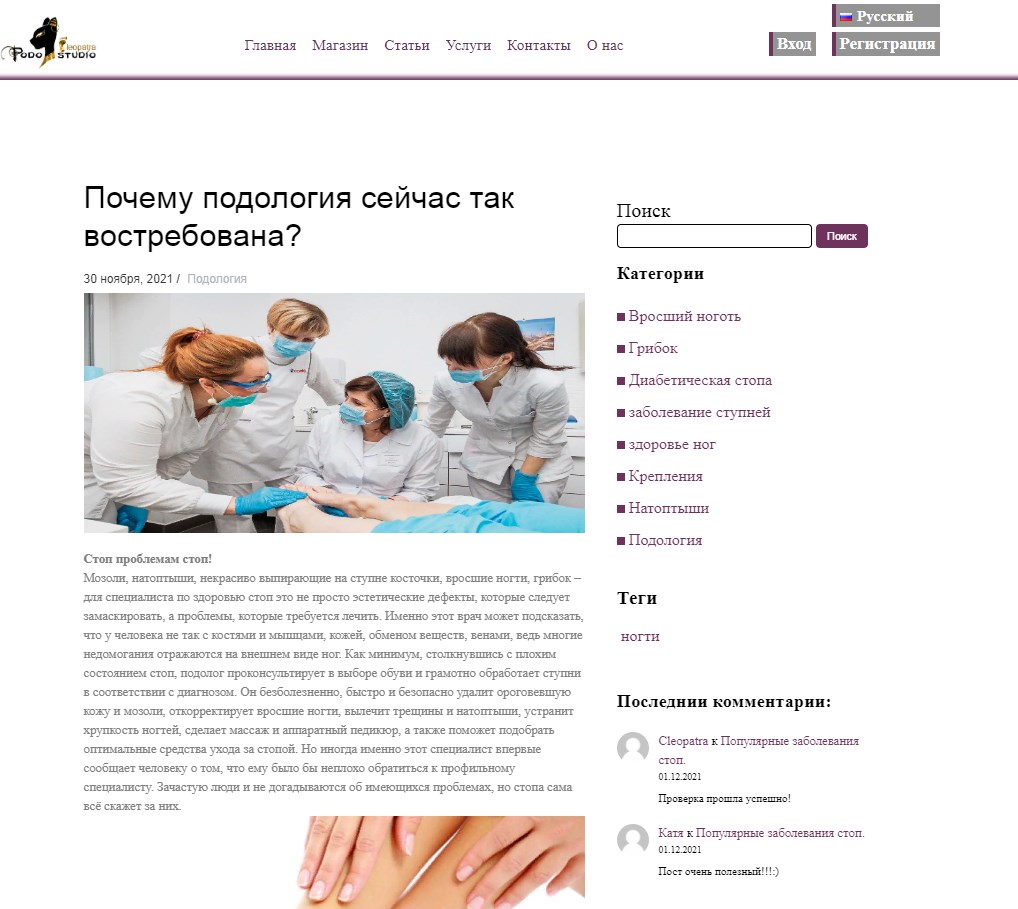 Русский
Cleopatra
PODO STUDIO
Главная Магазин Статьи Услуги Контакты О нас
Вход Регистрация
Почему подология сейчас так
востребована?
30 ноября, 2021 / Подология
Стоп проблемам стоп!
Мозоли, натоптыши, некрасиво выпирающие на ступне косточки, вросшие ногти, грибок –
для специалиста по здоровью стоп это не просто эстетические дефекты, которые следует
замаскировать, а проблемы, которые требуется лечить. Именно этот врач может подсказать,
что у человека не так с костями и мышцами, кожей, обменом веществ, венами, ведь многие
недомогания отражаются на внешнем виде ног. Как минимум, столкнувшись с плохим
состоянием стоп, подолог проконсультирует в выборе обуви и грамотно обработает ступни
в соответствии с диагнозом. Он безболезненно, быстро и безопасно удалит ороговевшую
кожу и мозоли, откорректирует вросшие ногти, вылечит трещины и натоптыши, устранит
хрупкость ногтей, сделает массаж и аппаратный педикюр, а также поможет подобрать
оптимальные средства ухода за стопой. Но иногда именно этот специалист впервые
сообщает человеку о том, что ему было бы неплохо обратиться к профильному
специалисту. Зачастую люди и не догадываются об имеющихся проблемах, но стопа сама
всё скажет за них.
Поиск
Поиск
Категории
Вросший ноготь
Грибок
Диабетическая стопа
заболевание ступней
здоровье ног
Крепления
Натоптыши
Подология
Теги
ногти
Последнии комментарии:
Cleopatra к Популярные заболевания
стоп.
01.12.2021
Проверка прошла успешно!
Катя к Популярные заболевания стоп.
01.12.2021
Пост очень полезный!!!:)